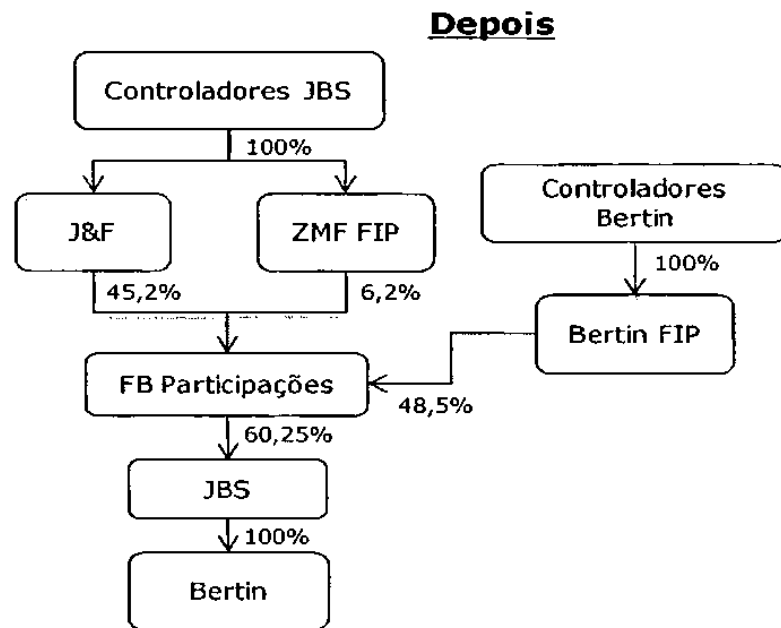 Depois
Controladores JBS
100%
J&F
ZMF FIP
Controladores
Bertin
100%
45,2%
6,2%
Bertin FIP
FB Participações
48,5%
60,25%
JBS
100%
Bertin